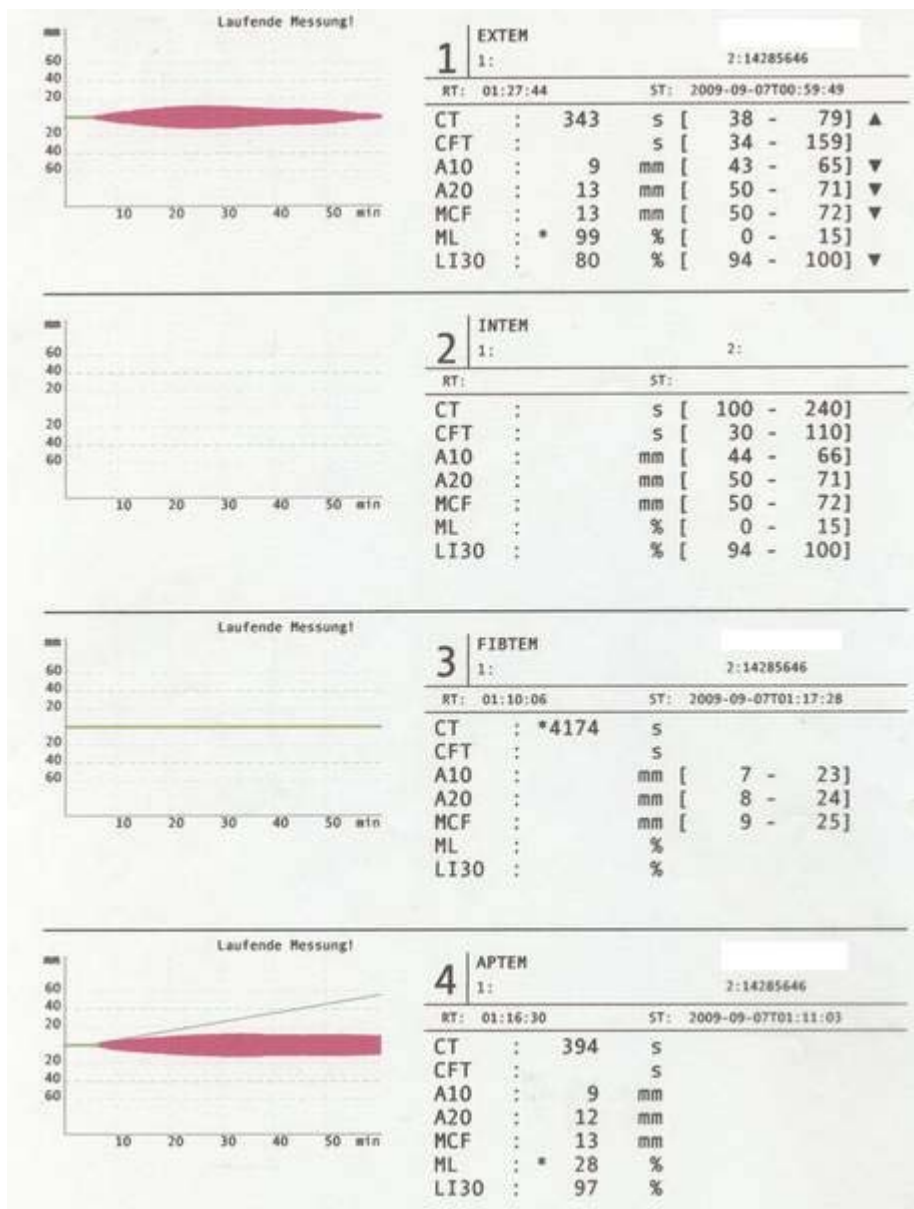 Laufende Messung!
mm
60
40
20
20
40
60
10 20 30 40 50 min
1 EXTEM
1: 2:14285646
RT: 01:27:44 ST: 2009-09-07T00:59:49
CT : 343 s [ 38 - 79] ▲
CFT : s [ 34 - 159]
A10 : 9 mm [ 43 - 65] ▼
A20 : 13 mm [ 50 - 71] ▼
MCF : 13 mm [ 50 - 72] ▼
ML : * 99 % [ 0 - 15]
LI30 : 80 % [ 94 - 100] ▼
mm
60
40
20
20
40
60
10 20 30 40 50 min
2 INTEM
1: 2:
RT: ST:
CT : s [ 100 - 240]
CFT : s [ 30 - 110]
A10 : mm [ 44 - 66]
A20 : mm [ 50 - 71]
MCF : mm [ 50 - 72]
ML : % [ 0 - 15]
LI30 : % [ 94 - 100]
Laufende Messung!
mm
60
40
20
20
40
60
10 20 30 40 50 min
3 FIBTEM
1: 2:14285646
RT: 01:10:06 ST: 2009-09-07T01:17:28
CT : *4174 s
CFT : s
A10 : mm [ 7 - 23]
A20 : mm [ 8 - 24]
MCF : mm [ 9 - 25]
ML : %
LI30 : %
Laufende Messung!
mm
60
40
20
20
40
60
10 20 30 40 50 min
4 APTEM
1: 2:14285646
RT: 01:16:30 ST: 2009-09-07T01:11:03
CT : 394 s
CFT : s
A10 : 9 mm
A20 : 12 mm
MCF : 13 mm
ML : * 28 %
LI30 : 97 %